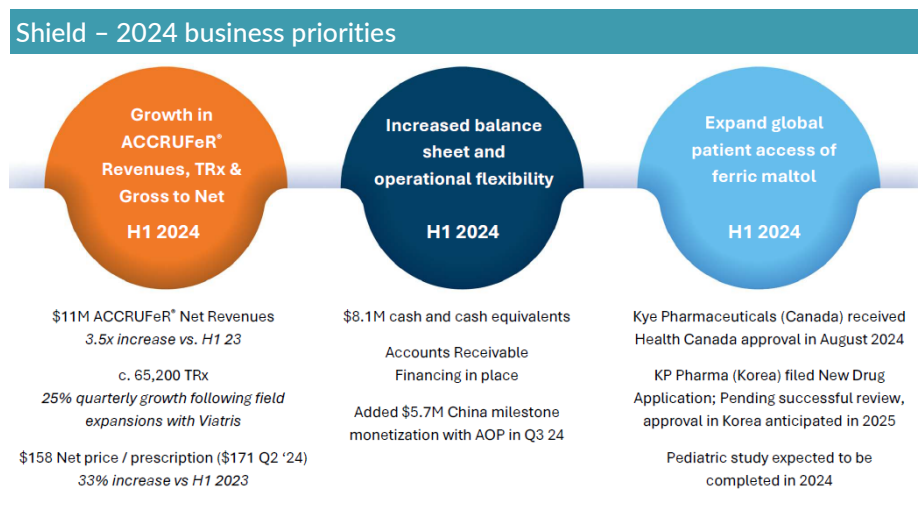 Shield – 2024 business priorities
Growth in
ACCRUFeR®
Revenues, TRx &
Gross to Net
H1 2024
$11M ACCRUFeR® Net Revenues
3.5x increase vs. H1 23
c. 65,200 TRx
25% quarterly growth following field
expansions with Viatris
$158 Net price / prescription ($171 Q2 ‘24)
33% increase vs H1 2023
Increased balance
sheet and
operational flexibility
H1 2024
$8.1M cash and cash equivalents
Accounts Receivable
Financing in place
Added $5.7M China milestone
monetization with AOP in Q3 24
Expand global
patient access of
ferric maltol
H1 2024
Kye Pharmaceuticals (Canada) received
Health Canada approval in August 2024
KP Pharma (Korea) filed New Drug
Application; Pending successful review,
approval in Korea anticipated in 2025
Pediatric study expected to be
completed in 2024